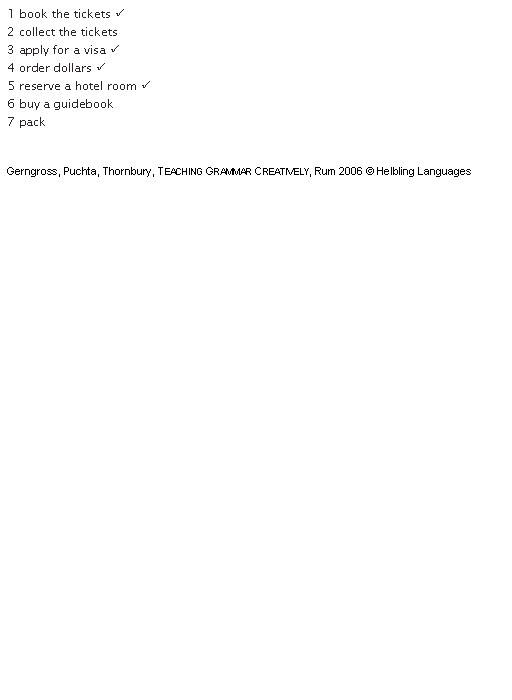 1 book the tickets ✓
2 collect the tickets
3 apply for a visa ✓
4 order dollars ✓
5 reserve a hotel room ✓
6 buy a guidebook
7 pack
Gerngross, Puchta, Thornbury, TEACHING GRAMMAR CREATIVELY, Rum 2006 © Helbling Languages